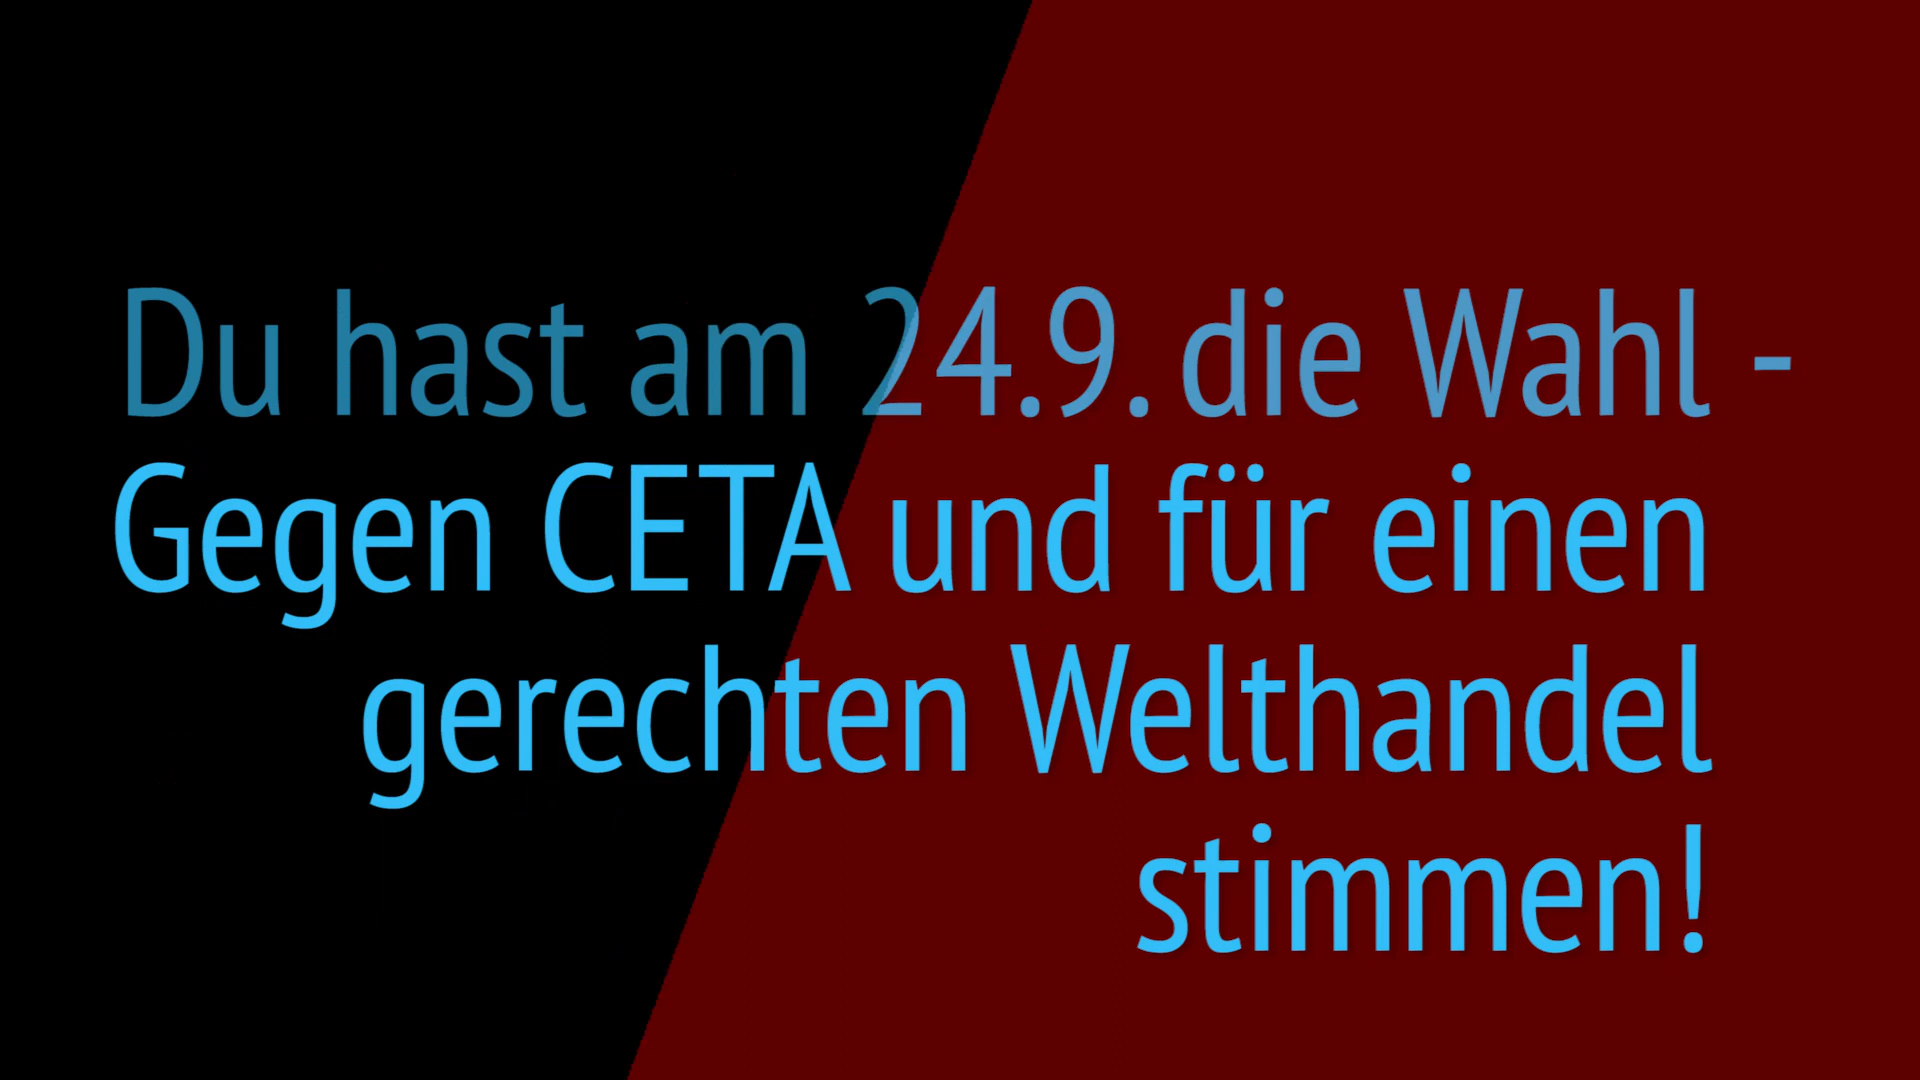 Du hast am 24.9. die Wahl -
Gegen CETA und für einen
gerechten Welthandel
stimmen!